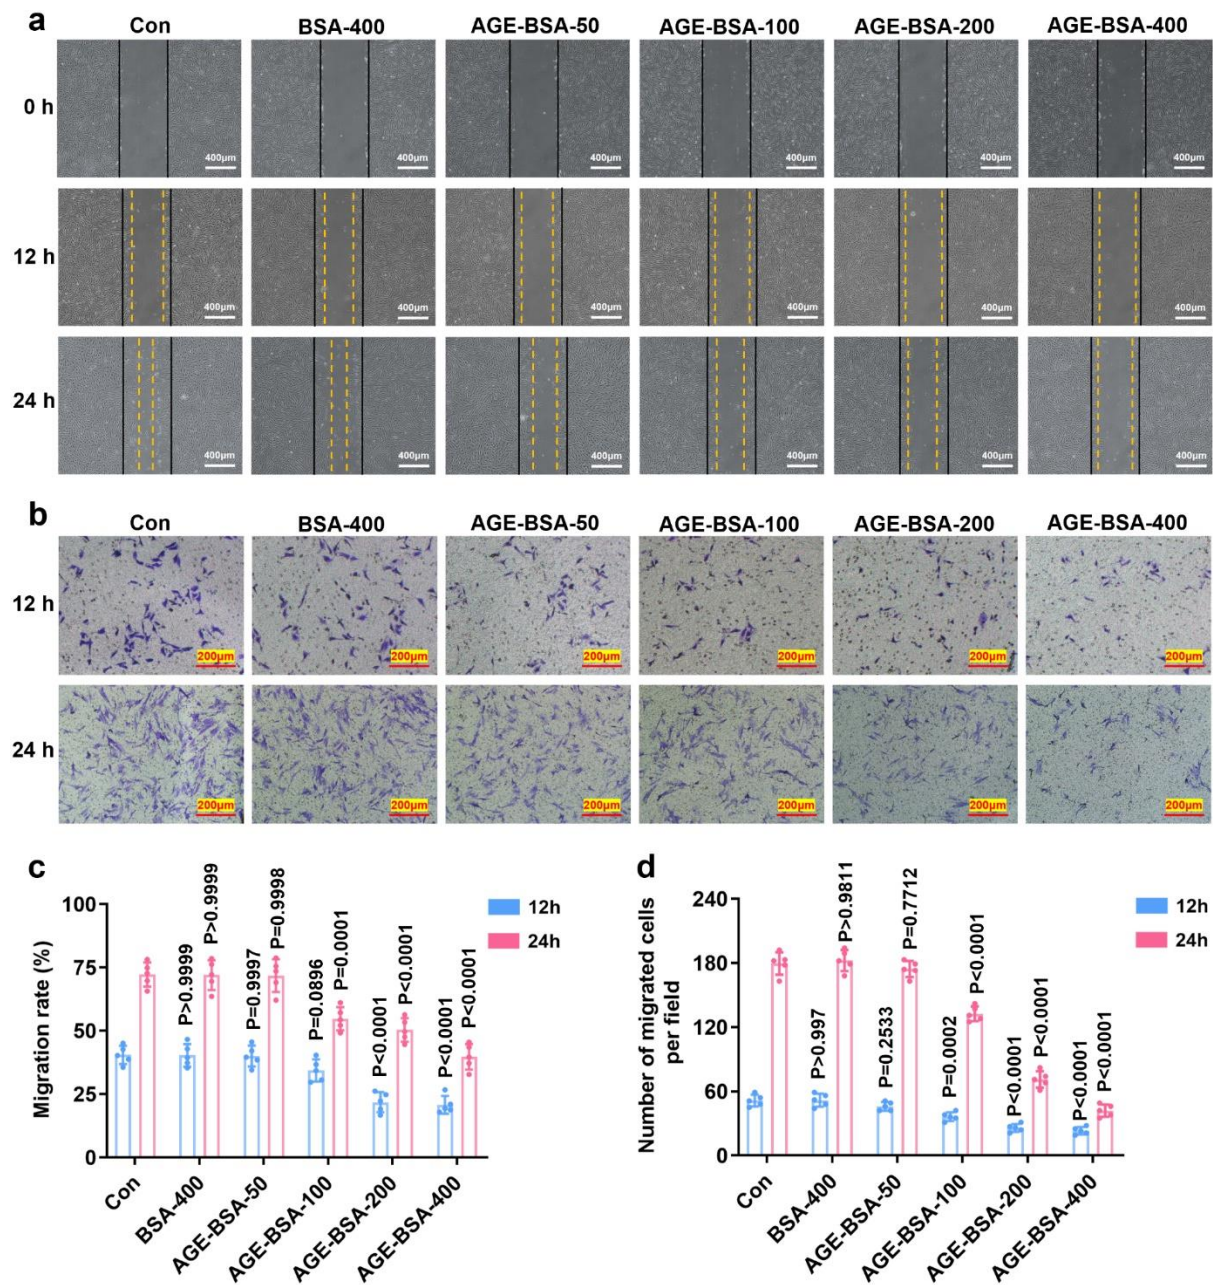 a
Con BSA-400 AGE-BSA-50 AGE-BSA-100 AGE-BSA-200 AGE-BSA-400
0 h
400μm 400μm 400μm 400μm 400μm 400μm
12 h
400μm 400μm 400μm 400μm 400μm 400μm
24 h
400μm 400μm 400μm 400μm 400μm 400μm
b
Con BSA-400 AGE-BSA-50 AGE-BSA-100 AGE-BSA-200 AGE-BSA-400
12 h
200μm 200μm 200μm 200μm 200μm 200μm
24 h
200μm 200μm 200μm 200μm 200μm 200μm
c
Migration rate (%)
100
75
50
25
0
P>0.9999 P>0.9999 P=0.9997 P=0.9998 P=0.0896 P=0.0001 P<0.0001 P<0.0001 P<0.0001 P<0.0001
12h
24h
Con BSA-400 AGE-BSA-50 AGE-BSA-100 AGE-BSA-200 AGE-BSA-400
d
Number of migrated cells
per field
240
180
120
60
0
P>0.997 P>0.9811 P=0.2533 P=0.7712 P=0.0002 P<0.0001 P<0.0001 P<0.0001 P<0.0001 P<0.0001
12h
24h
Con BSA-400 AGE-BSA-50 AGE-BSA-100 AGE-BSA-200 AGE-BSA-400